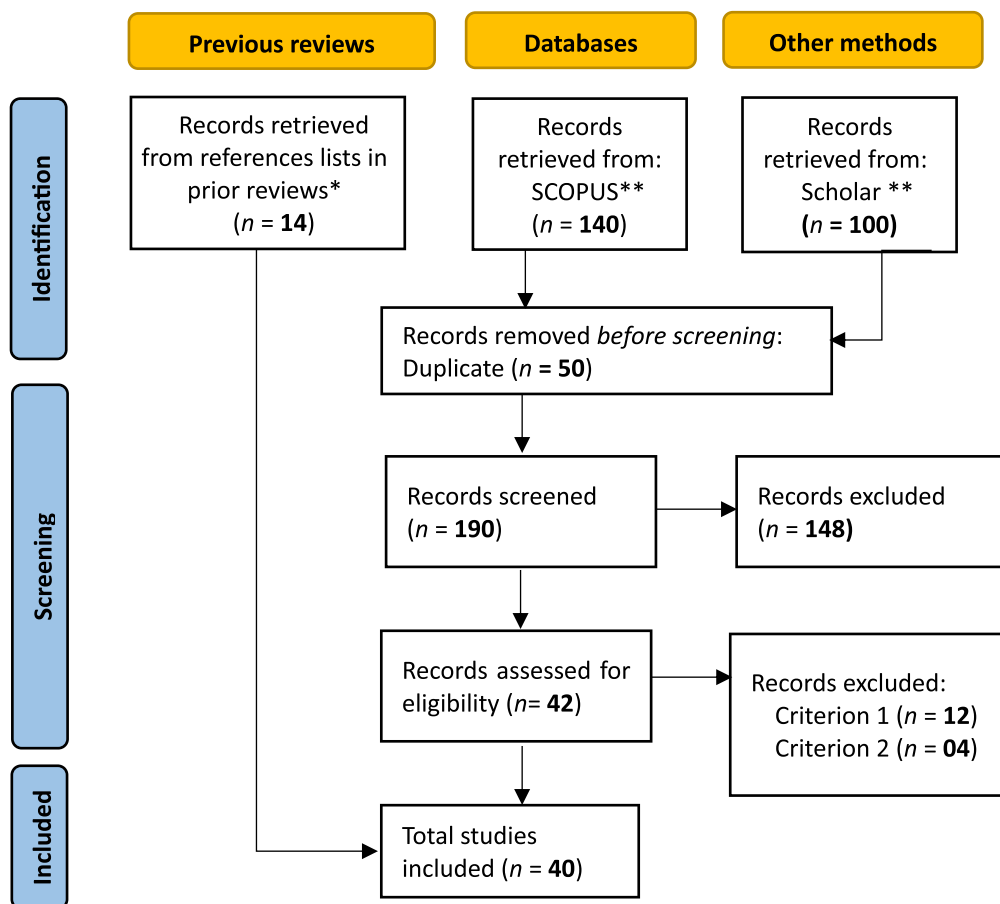 Previous reviews
Databases
Other methods
Identification
Records retrieved
from references lists in
prior reviews*
(n = 14)
Records
retrieved from:
SCOPUS**
(n = 140)
Records
retrieved from:
Scholar **
(n = 100)
Records removed before screening:
Duplicate (n = 50)
Screening
Records screened
(n = 190)
Records excluded
(n = 148)
Records assessed for
eligibility (n= 42)
Records excluded:
Criterion 1 (n = 12)
Criterion 2 (n = 04)
Included
Total studies
included (n = 40)